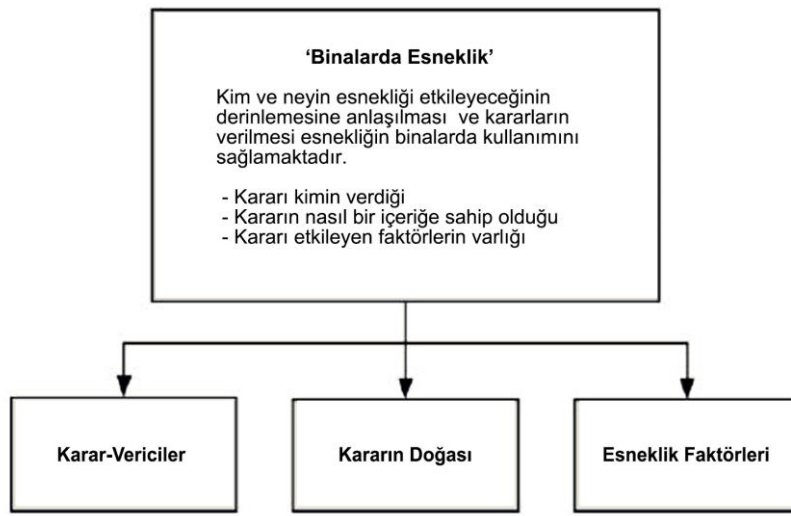 ‘Binalarda Esneklik’
Kim ve neyin esnekliği etkileyeceğinin
derinlemesine anlaşılması ve kararların
verilmesi esnekliğin binalarda kullanımını
sağlamaktadır.
- Kararı kimin verdiği
- Kararın nasıl bir içeriğe sahip olduğu
- Kararı etkileyen faktörlerin varlığı
Karar-Vericiler
Kararın Doğası
Esneklik Faktörleri